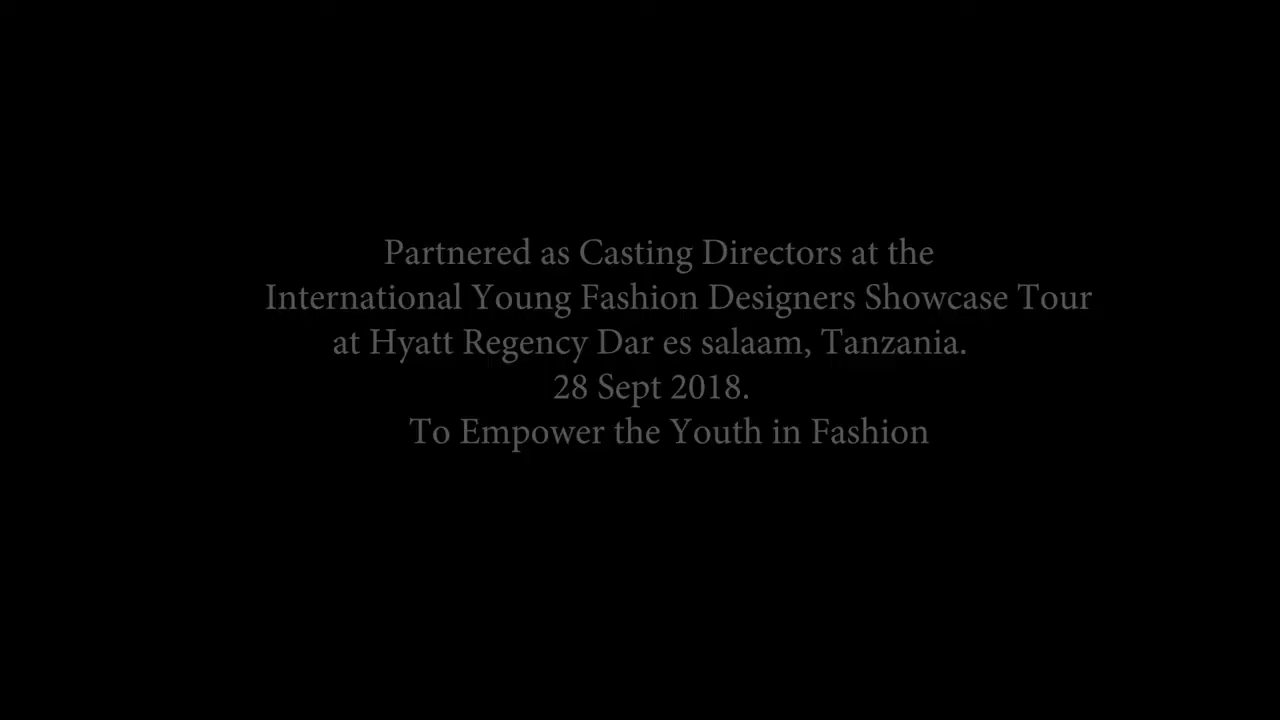 Partnered as Casting Directors at the
International Young Fashion Designers Showcase Tour
at Hyatt Regency Dar es salaam, Tanzania.
28 Sept 2018.
To Empower the Youth in Fashion